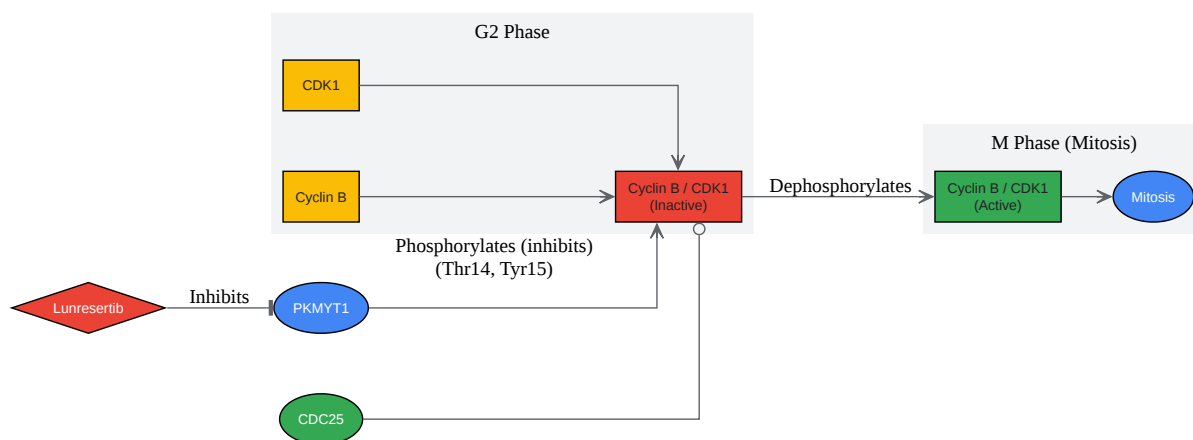 G2 Phase
CDK1
M Phase (Mitosis)
Cyclin B
Cyclin B / CDK1
(Inactive)
Dephosphorylates
Cyclin B / CDK1
(Active)
Mitosis
Phosphorylates (inhibits)
(Thr14, Tyr15)
Lunresertib
Inhibits
PKMYT1
CDC25